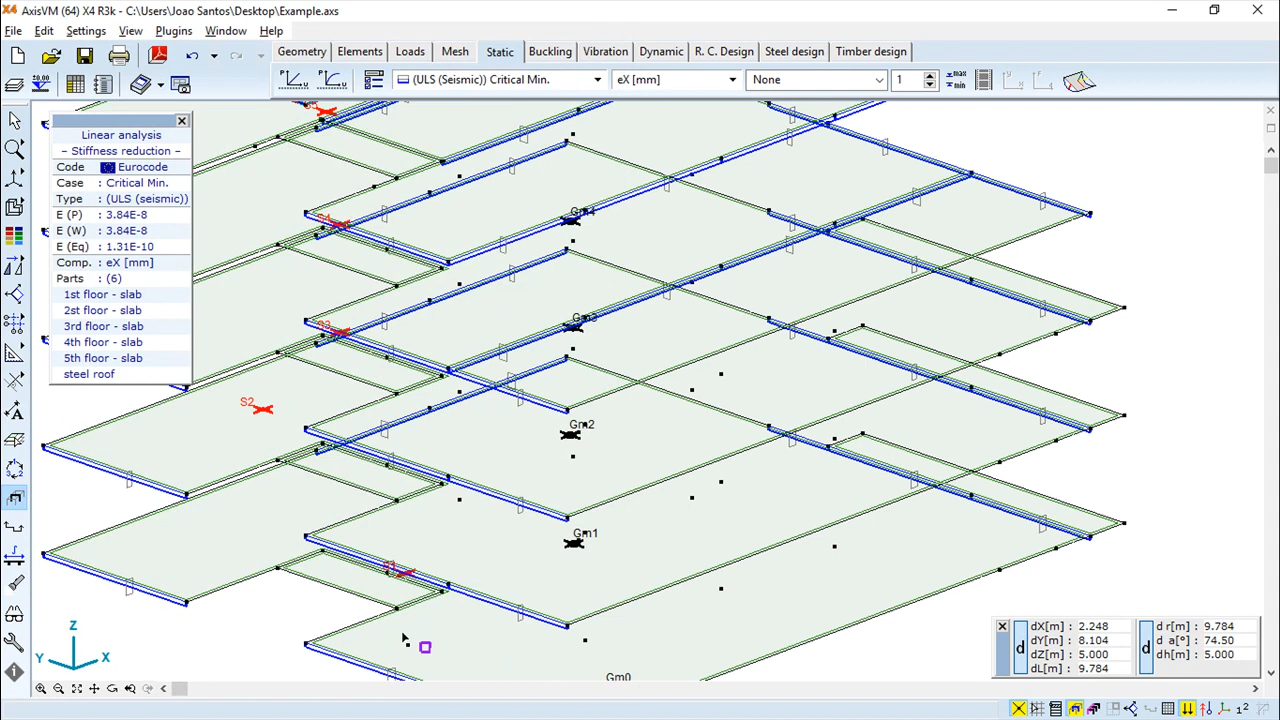 AxisVM (64) X4 R3k - C:\Users\Joao Santos\Desktop\Example.axs
File Edit Settings View Plugins Window Help
Geometry Elements Loads Mesh Static Buckling Vibration Dynamic R. C. Design Steel design Timber design
(ULS (Seismic)) Critical Min. eX [mm] None 1
Linear analysis
- Stiffness reduction -
Code : Eurocode
Case : Critical Min.
Type : (ULS (seismic))
E (P) : 3.84E-8
E (W) : 3.84E-8
E (Eq) : 1.31E-10
Comp. : eX [mm]
Parts : (6)
1st floor - slab
2st floor - slab
3rd floor - slab
4th floor - slab
5th floor - slab
steel roof
S4
Gm4
S3
Gm3
S2
Gm2
Gm1
Gm0
Z
Y X
d
dX[m] : 2.248
dY[m] : 8.104
dZ[m] : 5.000
dL[m] : 9.784
d
d r[m] : 9.784
d a[°] : 74.50
dh[m] : 5.000